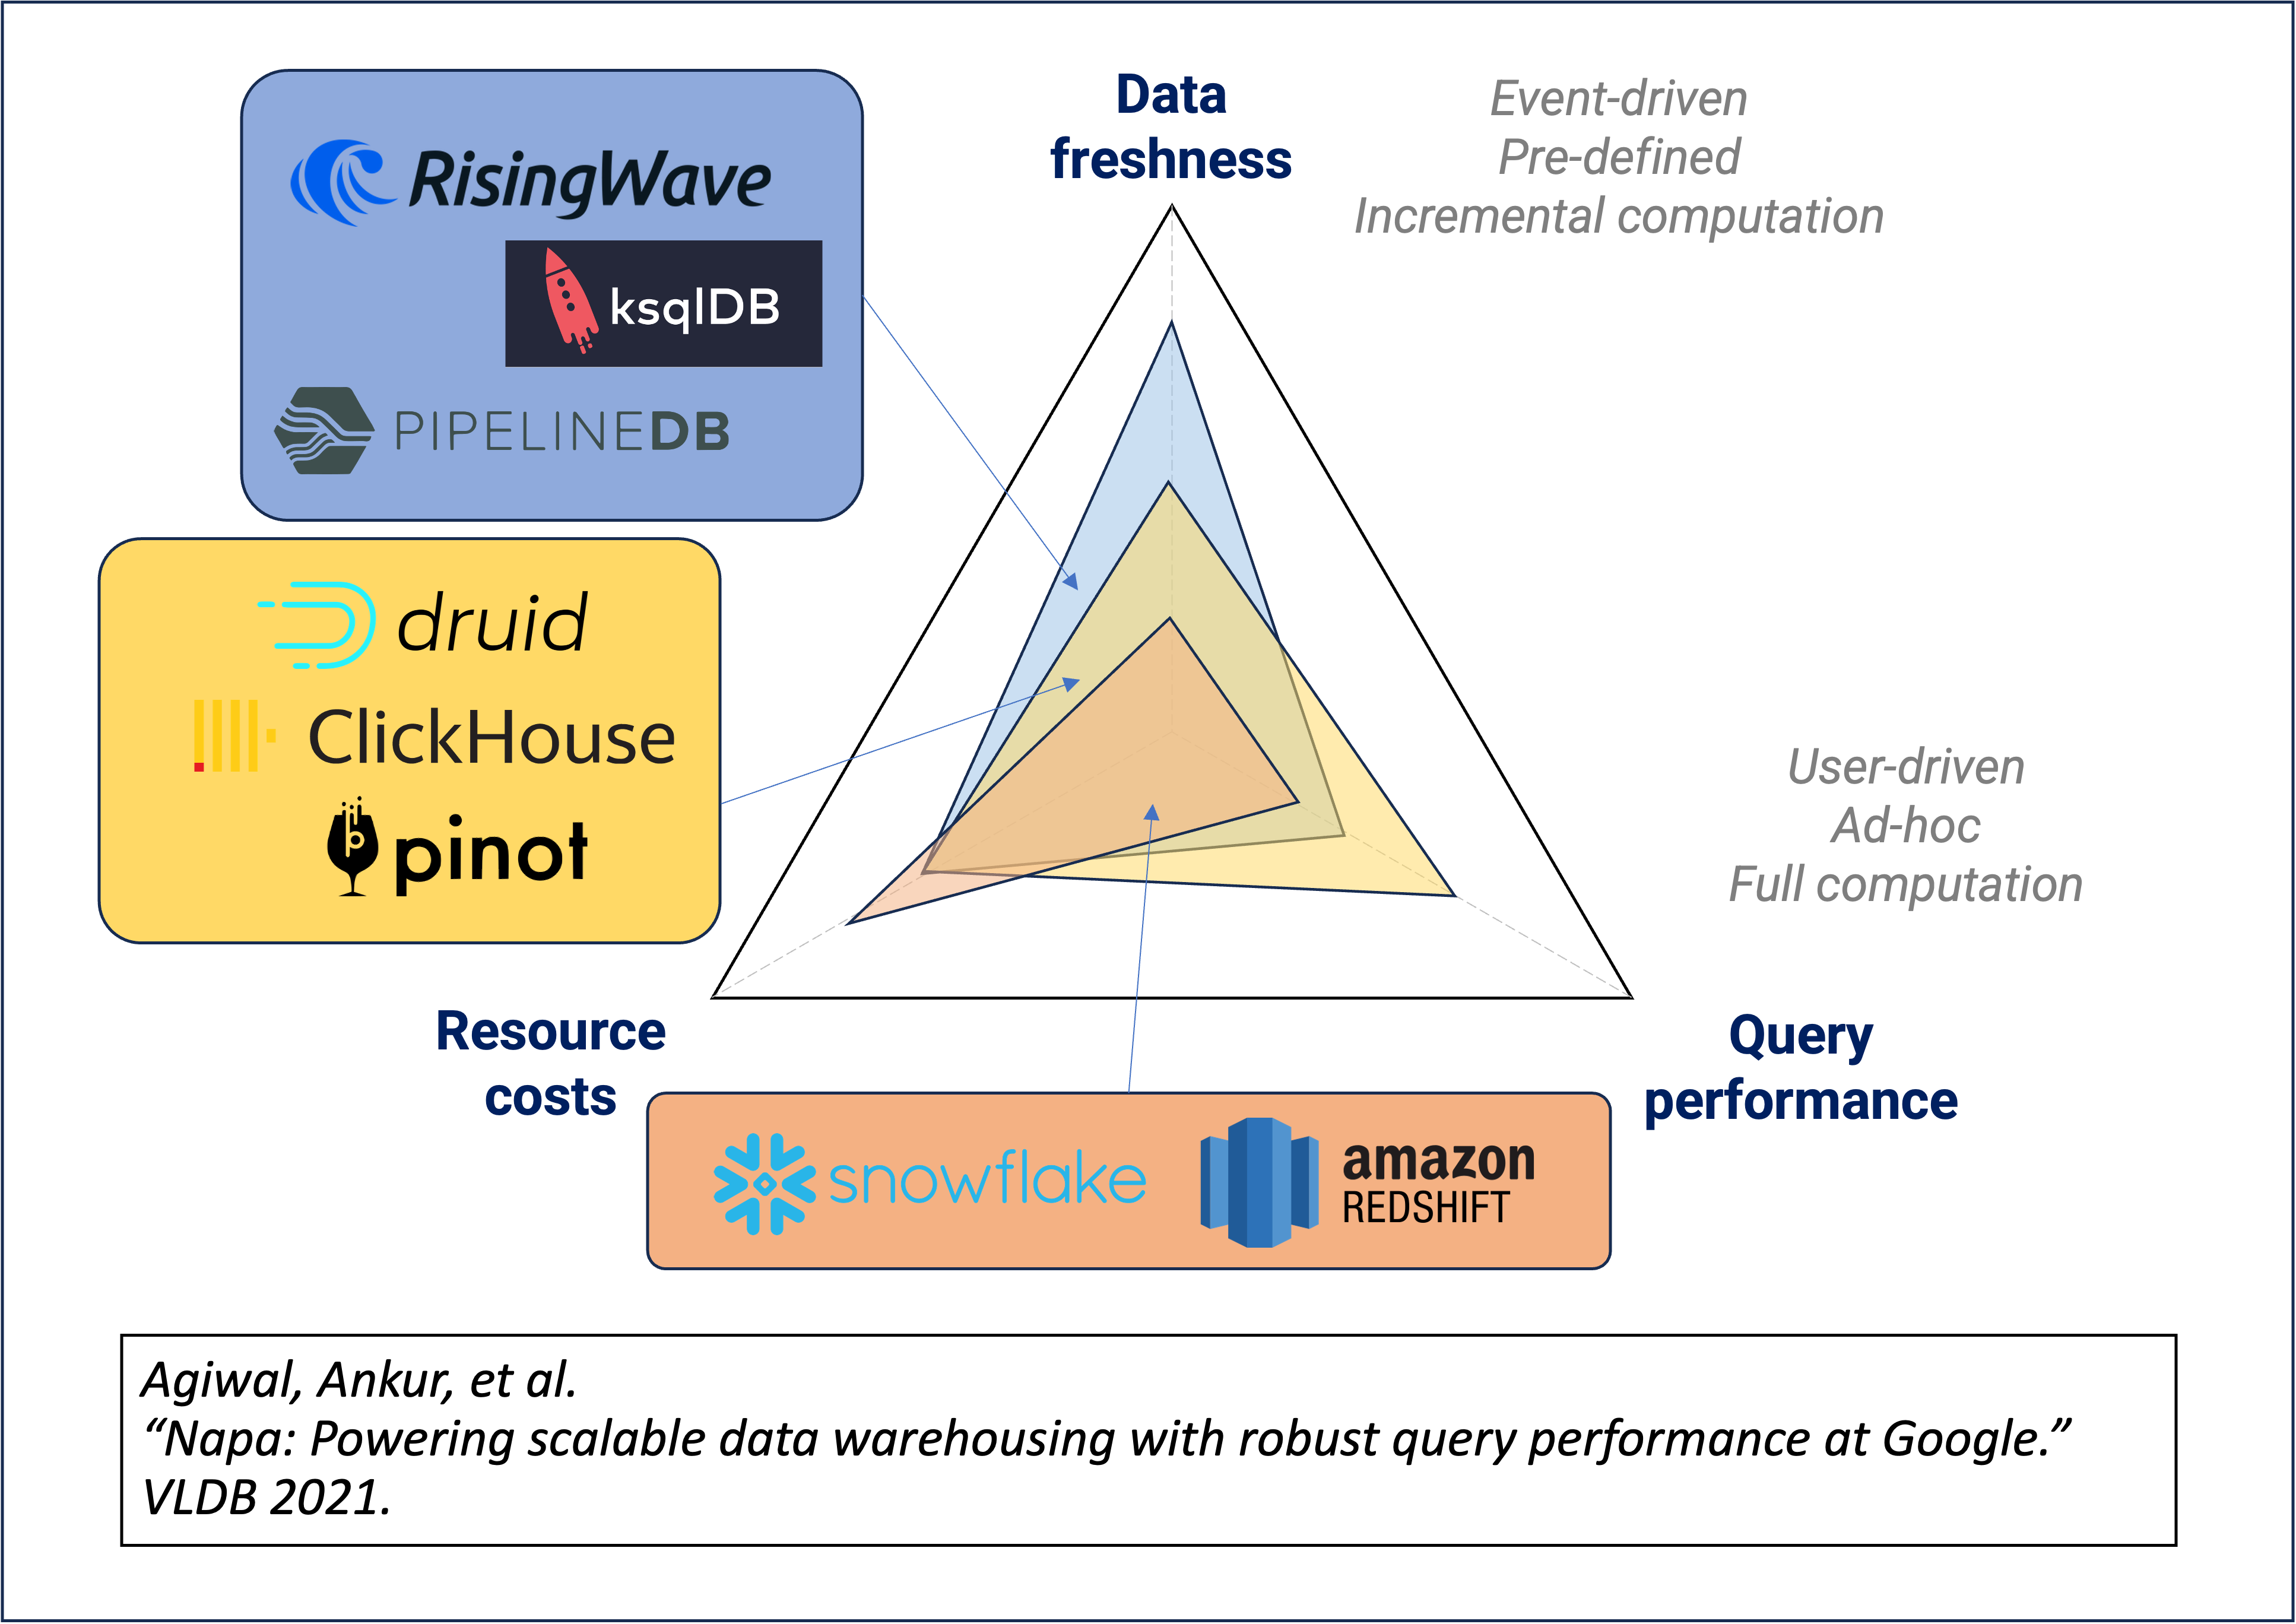 RisingWave
ksqlDB
PIPELINEDB
druid
ClickHouse
pinot
Data
freshness
Event-driven
Pre-defined
Incremental computation
User-driven
Ad-hoc
Full computation
Resource
costs
Query
performance
snowflake
amazon
REDSHIFT
Agiwal, Ankur, et al.
“Napa: Powering scalable data warehousing with robust query performance at Google.”
VLDB 2021.